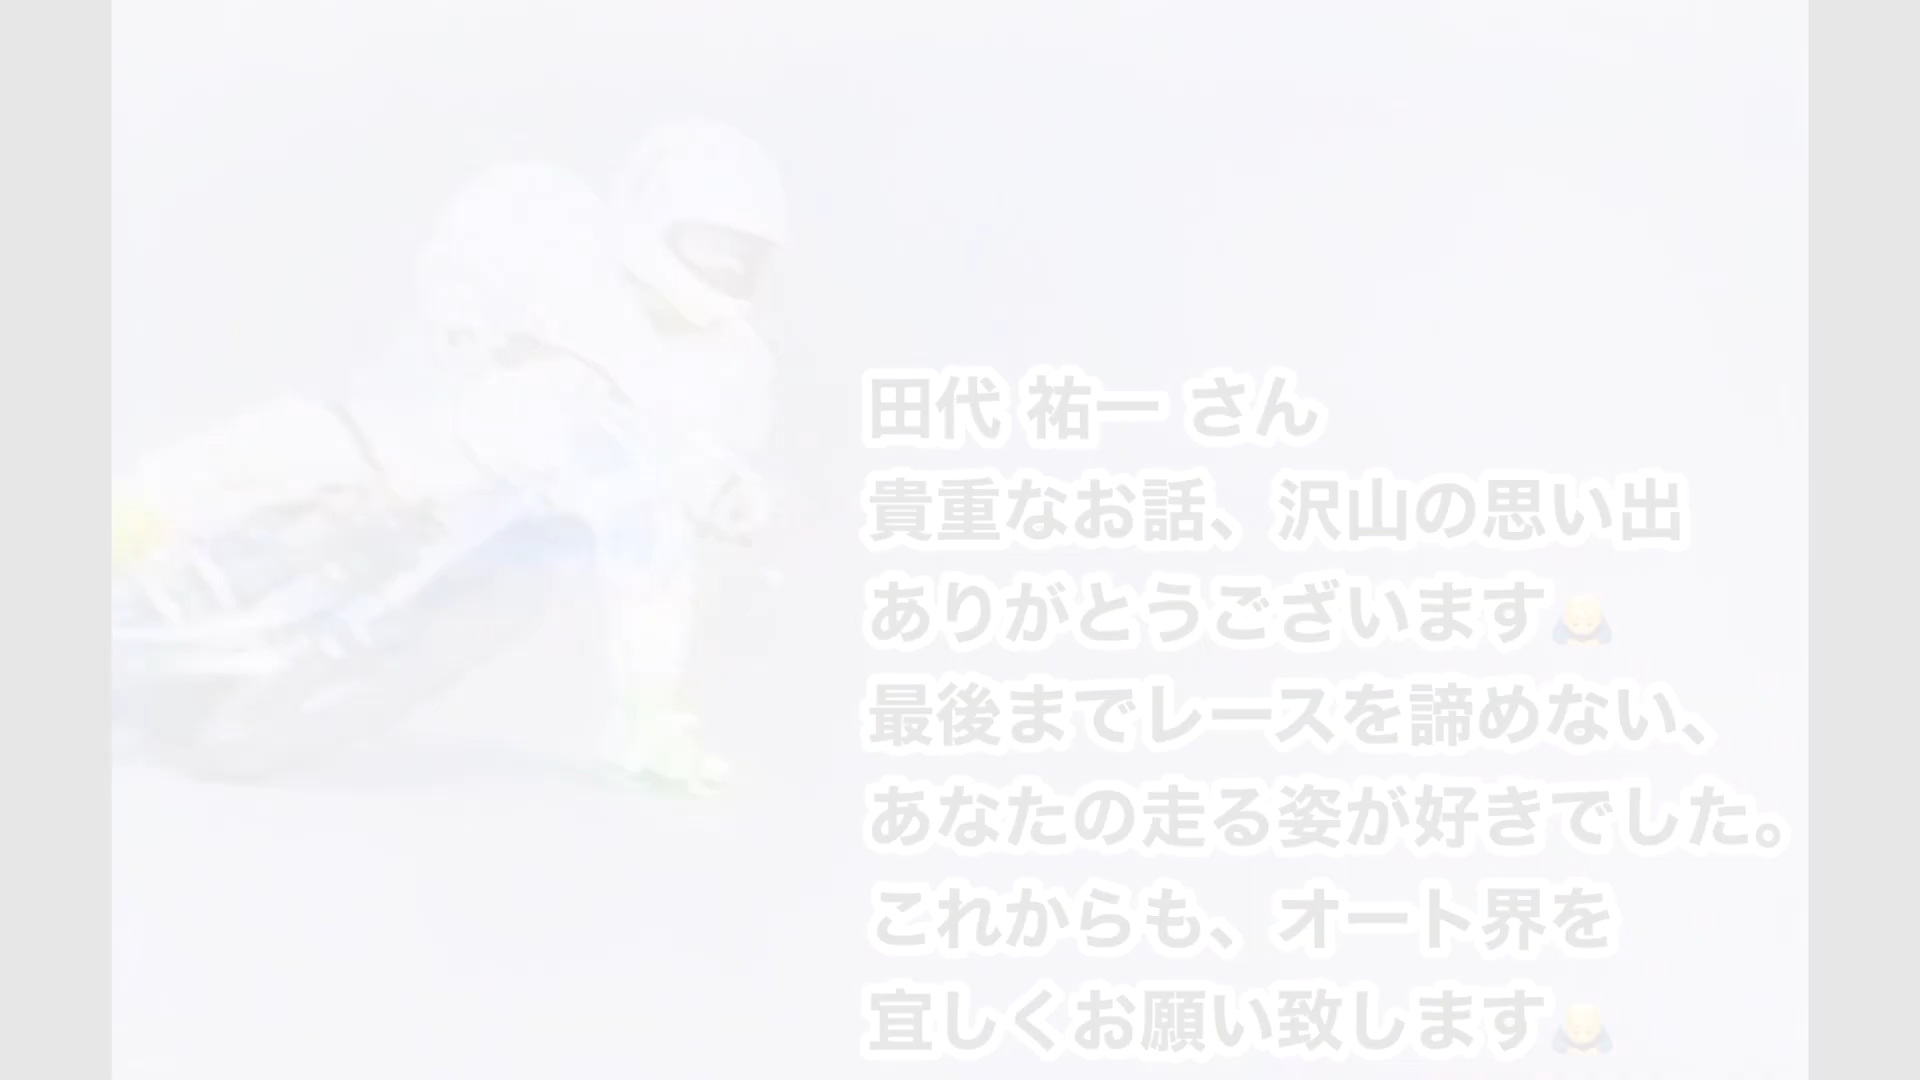 田代 祐一 さん
貴重なお話、沢山の思い出
ありがとうございます🙇
最後までレースを諦めない、
あなたの走る姿が好きでした。
これからも、オート界を
宜しくお願い致します🙇